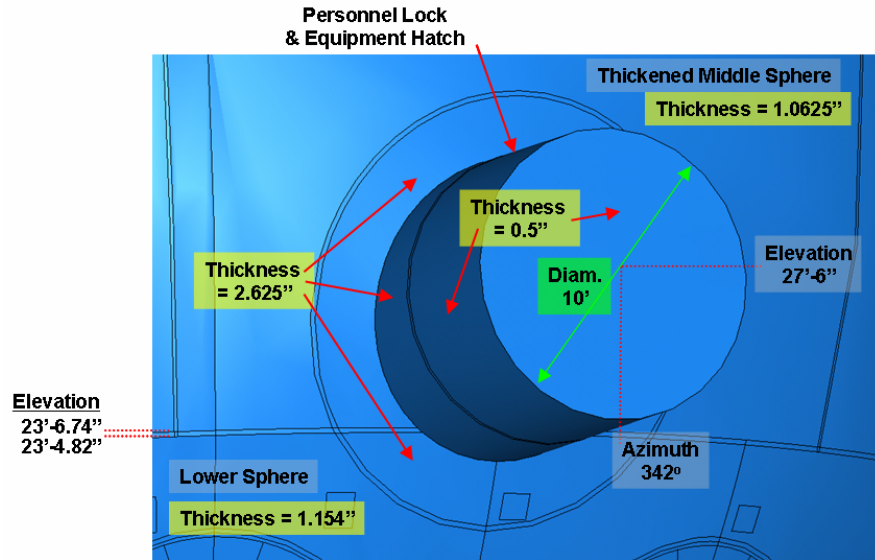 Personnel Lock
& Equipment Hatch
Thickened Middle Sphere
Thickness = 1.0625”
Thickness
= 0.5”
Thickness
= 2.625”
Diam.
10’
Elevation
27’-6”
Elevation
23’-6.74”
23’-4.82”
Azimuth
342º
Lower Sphere
Thickness = 1.154”